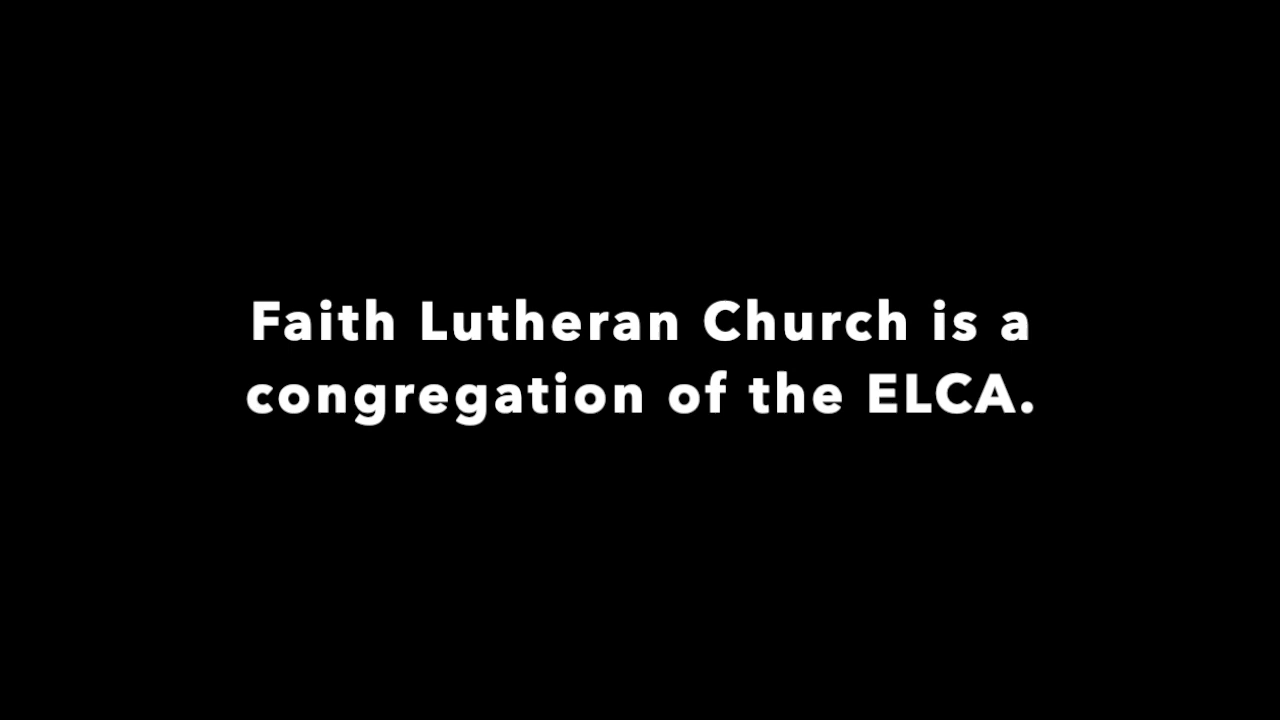 Faith Lutheran Church is a
congregation of the ELCA.